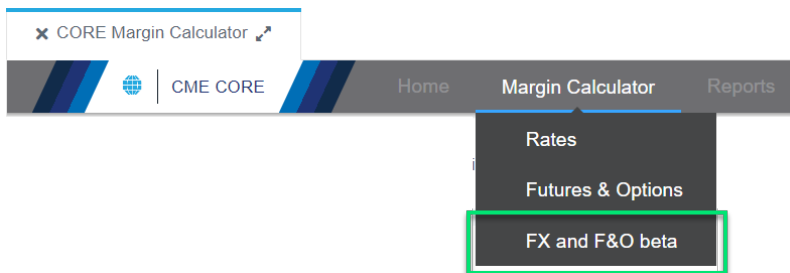 CORE Margin Calculator
CME CORE Home Margin Calculator Reports
Rates
Futures & Options
FX and F&O beta